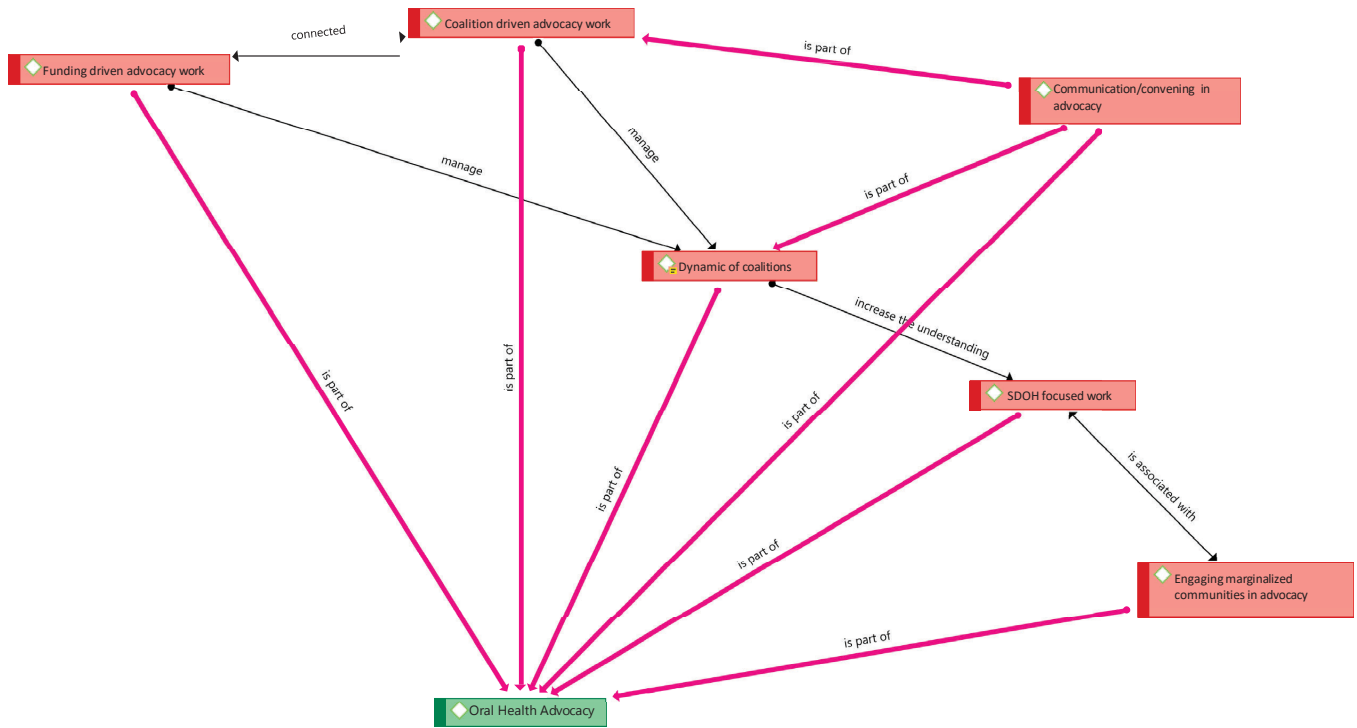 Coalition driven advocacy work
connected
Funding driven advocacy work
is part of
Communication/convening in
advocacy
manage
manage
is part of
Dynamic of coalitions
increase the understanding
is part of
is part of
is part of
SDOH focused work
is part of
is associated with
is part of
Engaging marginalized
communities in advocacy
is part of
Oral Health Advocacy